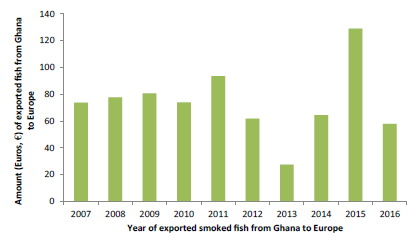 Amount (Euros, €) of exported fish from Ghana
to Europe
140
120
100
80
60
40
20
0
2007 2008 2009 2010 2011 2012 2013 2014 2015 2016
Year of exported smoked fish from Ghana to Europe